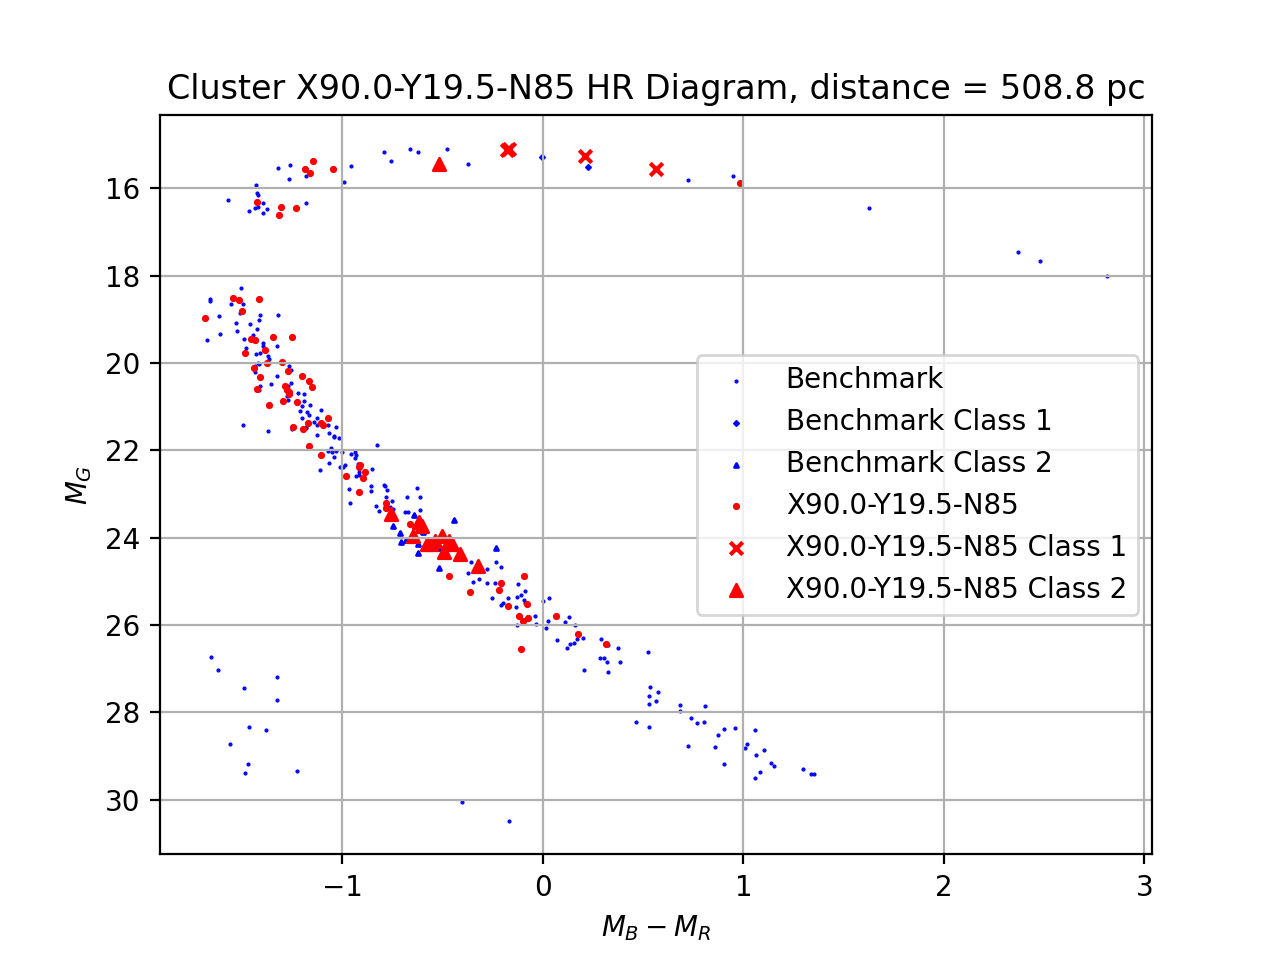 Cluster X90.0-Y19.5-N85 HR Diagram, distance = 508.8 pc
16
18
20
22
24
26
28
30
M_G
Benchmark
Benchmark Class 1
Benchmark Class 2
X90.0-Y19.5-N85
X90.0-Y19.5-N85 Class 1
X90.0-Y19.5-N85 Class 2
−1 0 1 2 3
M_B − M_R